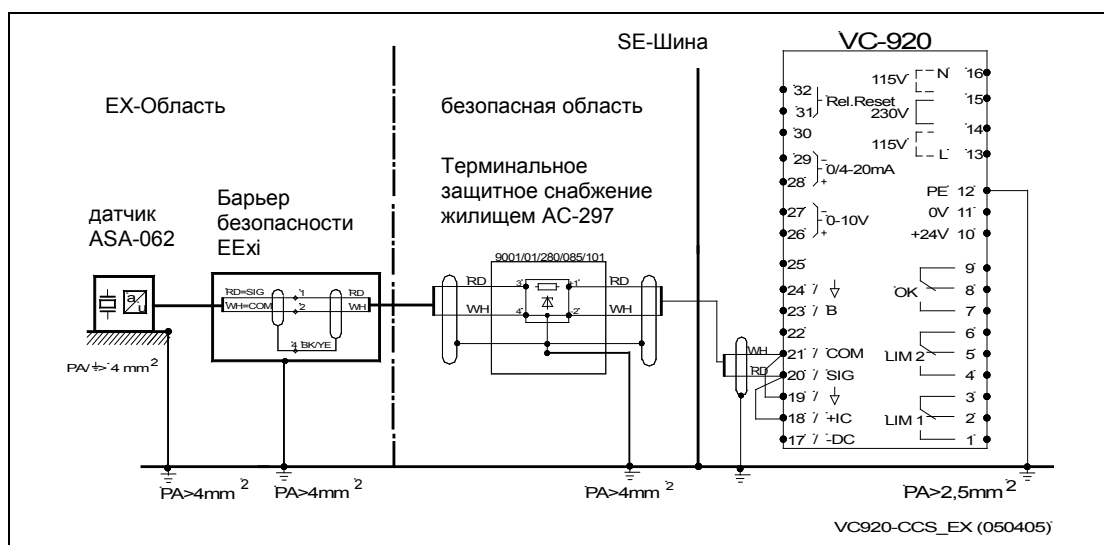 SE-Шина
VC-920
EX-Область
безопасная область
датчик
ASA-062
Барьер
безопасности
EExi
Терминальное
защитное снабжение
жилищем AC-297
9001/01/280/085/101
RD=SIG
WH=COM
1
2
RD
WH
4 BK/YE
RD
WH
3
4
1
2
RD
WH
WH
RD
a
u
32
31
Rel.Reset
30
29 -
28 +
0/4-20mA
27 -
26 +
0-10V
25
24 /
23 / B
22
21 / COM
20 / SIG
19 /
18 / +IC
17 / -DC
115V
N 16
230V
15
14
115V
L 13
PE 12
0V 11
+24V 10
9
OK 8
7
6
LIM 2 5
4
3
LIM 1 2
1
PA>4mm²
PA>4mm²
PA>4mm²
PA>2,5mm²
VC920-CCS_EX (050405)